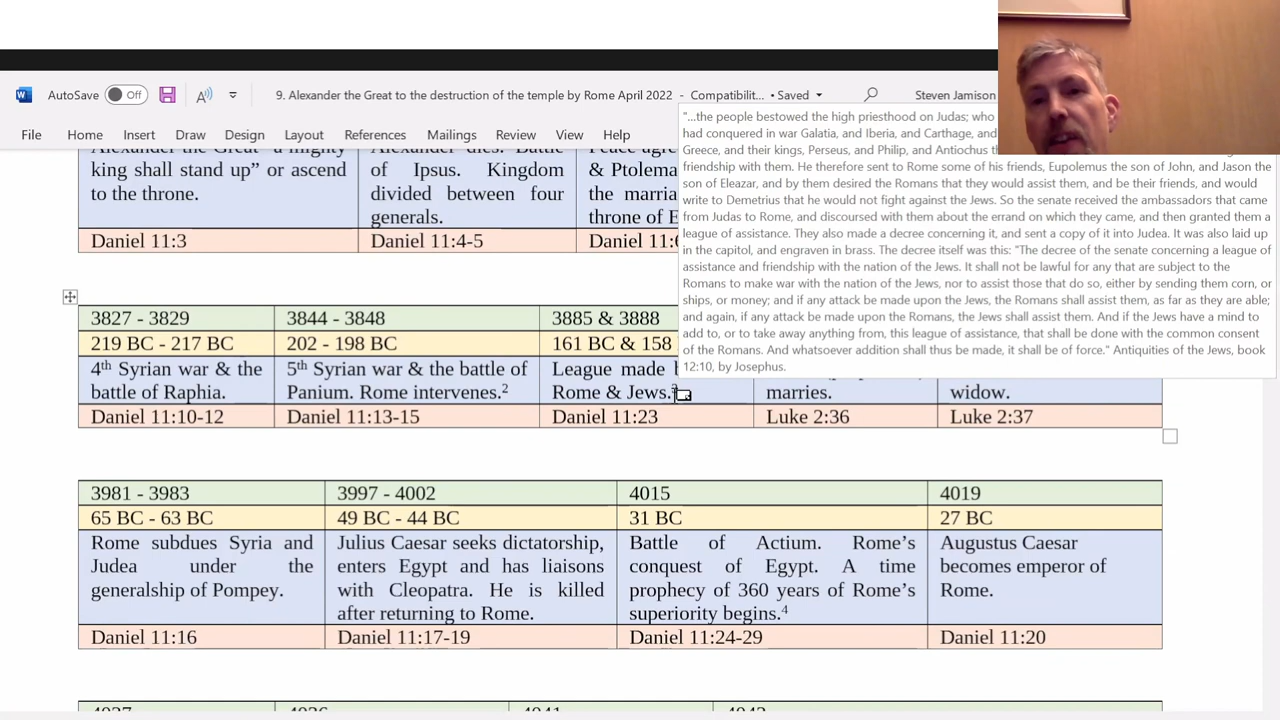 AutoSave Off 9. Alexander the Great to the destruction of the temple by Rome April 2022 - Compatibilit... • Saved Steven Jamison
File Home Insert Draw Design Layout References Mailings Review View Help
"...the people bestowed the high priesthood on Judas; who
had conquered in war Galatia, and Iberia, and Carthage, and
Greece, and their kings, Perseus, and Philip, and Antiochus
friendship with them. He therefore sent to Rome some of his friends, Eupolemus the son of John, and Jason the
son of Eleazar, and by them desired the Romans that they would assist them, and be their friends, and would
write to Demetrius that he would not fight against the Jews. So the senate received the ambassadors that came
from Judas to Rome, and discoursed with them about the errand on which they came, and then granted them a
league of assistance. They also made a decree concerning it, and sent a copy of it into Judea. It was also laid up
in the capitol, and engraven in brass. The decree itself was this: "The decree of the senate concerning a league of
assistance and friendship with the nation of the Jews. It shall not be lawful for any that are subject to the
Romans to make war with the nation of the Jews, nor to assist those that do so, either by sending them corn, or
ships, or money; and if any attack be made upon the Jews, the Romans shall assist them, as far as they are able;
and again, if any attack be made upon the Romans, the Jews shall assist them. And if the Jews have a mind to
add to, or to take away anything from, this league of assistance, that shall be done with the common consent
of the Romans. And whatsoever addition shall thus be made, it shall be of force." Antiquities of the Jews, book
12:10, by Josephus.
Alexander the Great "a mighty
king shall stand up" or ascend
to the throne.
Daniel 11:3
Alexander dies. Battle
of Ipsus. Kingdom
divided between four
generals.
Daniel 11:4-5
Peace
& Ptolema
the marria
throne of E
Daniel 11:6
3827 - 3829
219 BC - 217 BC
4th Syrian war & the
battle of Raphia.
Daniel 11:10-12
3844 - 3848
202 - 198 BC
5th Syrian war & the battle of
Panium. Rome intervenes.2
Daniel 11:13-15
3885 & 3888
161 BC & 158
League made
Rome & Jews.3
Daniel 11:23
marries.
Luke 2:36
widow.
Luke 2:37
3981 - 3983
65 BC - 63 BC
Rome subdues Syria and
Judea under the
generalship of Pompey.
Daniel 11:16
3997 - 4002
49 BC - 44 BC
Julius Caesar seeks dictatorship,
enters Egypt and has liaisons
with Cleopatra. He is killed
after returning to Rome.
Daniel 11:17-19
4015
31 BC
Battle of Actium. Rome's
conquest of Egypt. A time
prophecy of 360 years of Rome's
superiority begins.4
Daniel 11:24-29
4019
27 BC
Augustus Caesar
becomes emperor of
Rome.
Daniel 11:20